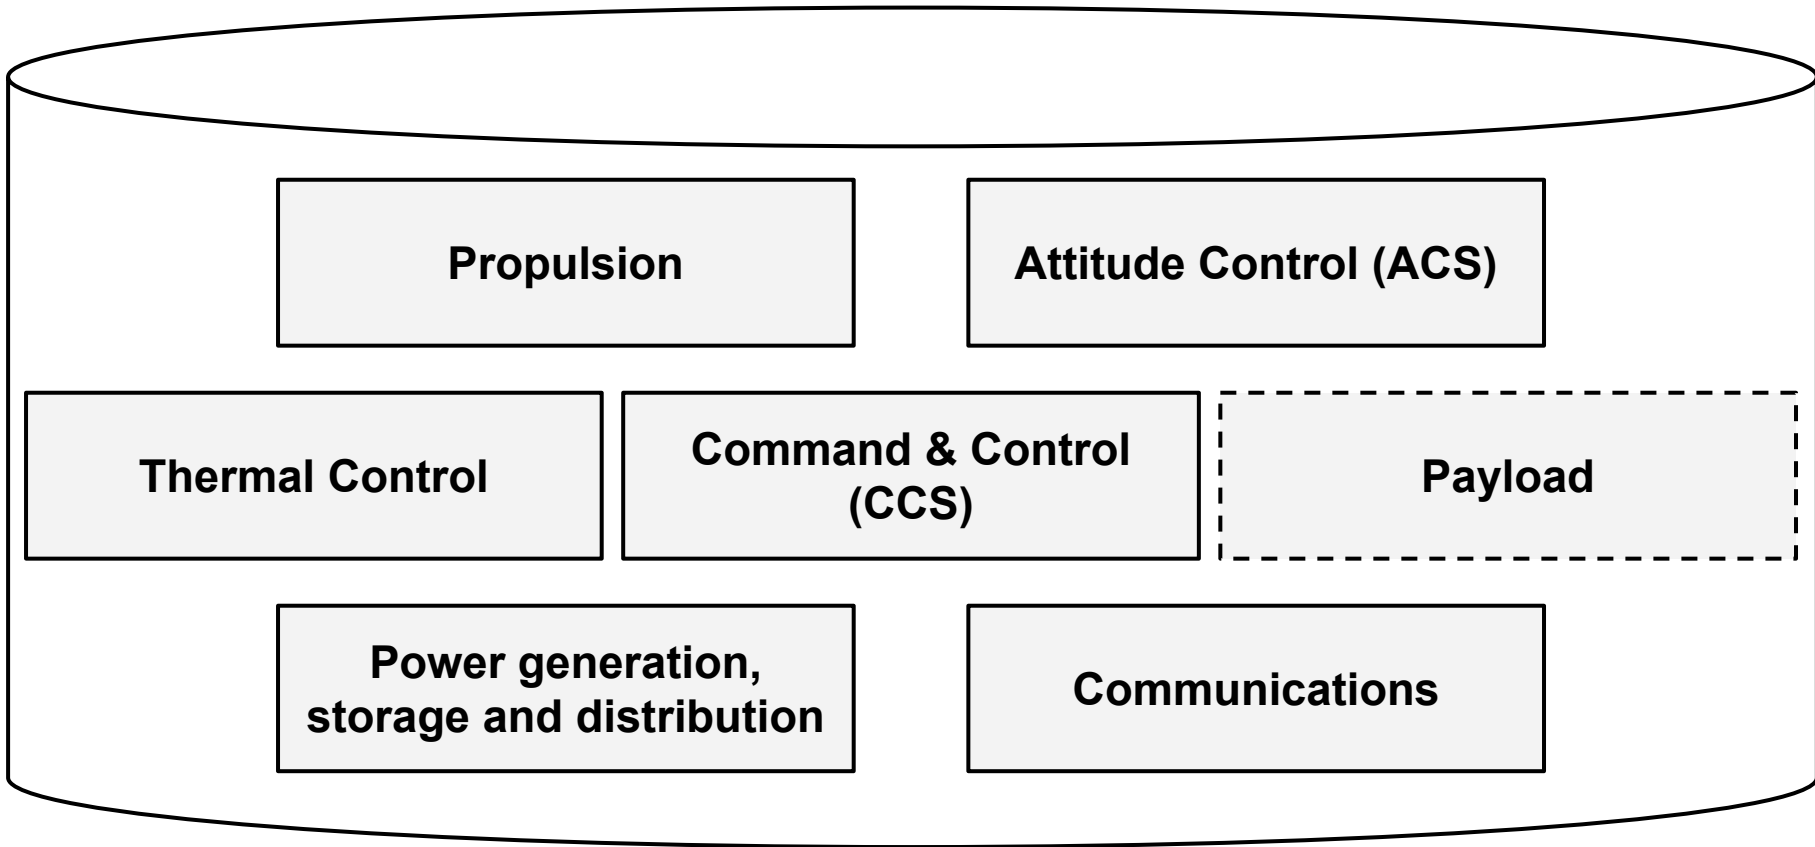 Propulsion
Attitude Control (ACS)
Thermal Control
Command & Control
(CCS)
Payload
Power generation,
storage and distribution
Communications